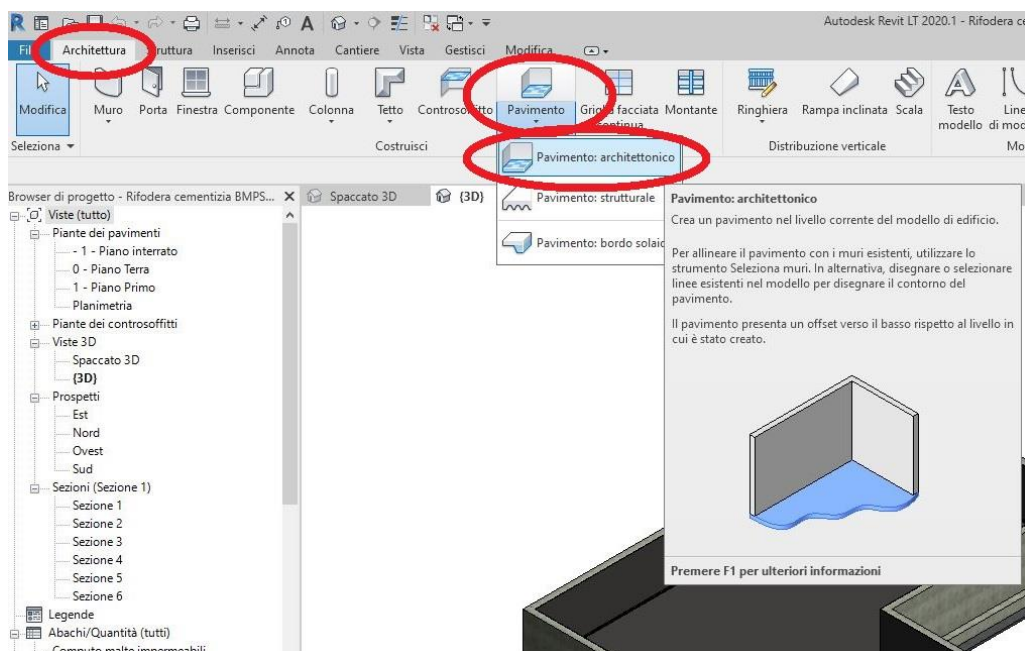 Autodesk Revit LT 2020.1 - Rifodera
Architettura Inserisci Annota Cantiere Vista Gestisci Modifica
Modifica Muro Porta Finestra Componente Colonna Tetto Controsoffitto Pavimento facciata Montante Ringhiera Rampa inclinata Scala Testo
continua modello
Seleziona Costruisci Distribuzione verticale
Pavimento: architettonico
Pavimento: strutturale
Pavimento: bordo
Browser di progetto - Rifodera cementizia BMPS...
Spaccato 3D {3D}
Viste (tutto)
Piante dei pavimenti
- 1 - Piano interrato
0 - Piano Terra
1 - Piano Primo
Planimetria
Piante dei controsoffitti
Viste 3D
Spaccato 3D
{3D}
Prospetti
Est
Nord
Ovest
Sud
Sezioni (Sezione 1)
Sezione 1
Sezione 2
Sezione 3
Sezione 4
Sezione 5
Sezione 6
Legende
Abachi/Quantità (tutti)
Computo malte impermeabili
Pavimento: architettonico
Crea un pavimento nel livello corrente del modello di edificio.
Per allineare il pavimento con i muri esistenti, utilizzare lo
strumento Seleziona muri. In alternativa, disegnare o selezionare
linee esistenti nel modello per disegnare il contorno del
pavimento.
Il pavimento presenta un offset verso il basso rispetto al livello in
cui è stato creato.
Premere F1 per ulteriori informazioni